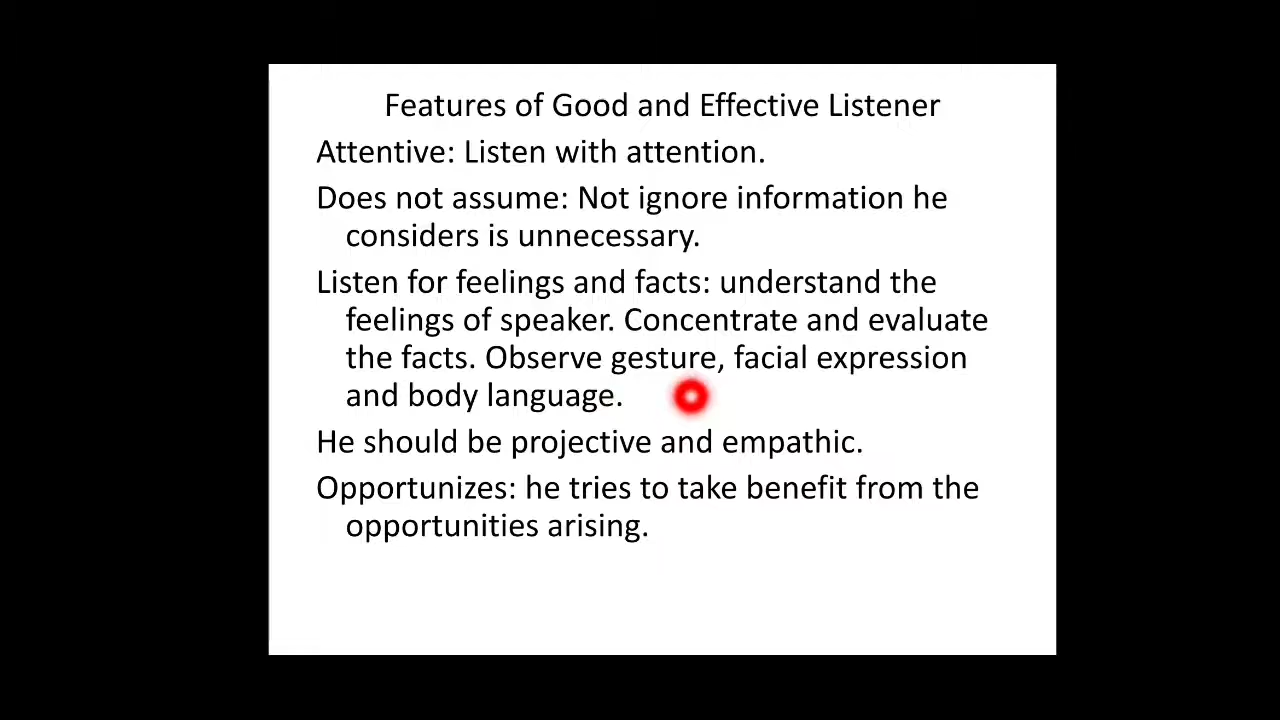 Features of Good and Effective Listener
Attentive: Listen with attention.
Does not assume: Not ignore information he
considers is unnecessary.
Listen for feelings and facts: understand the
feelings of speaker. Concentrate and evaluate
the facts. Observe gesture, facial expression
and body language.
He should be projective and empathic.
Opportunizes: he tries to take benefit from the
opportunities arising.